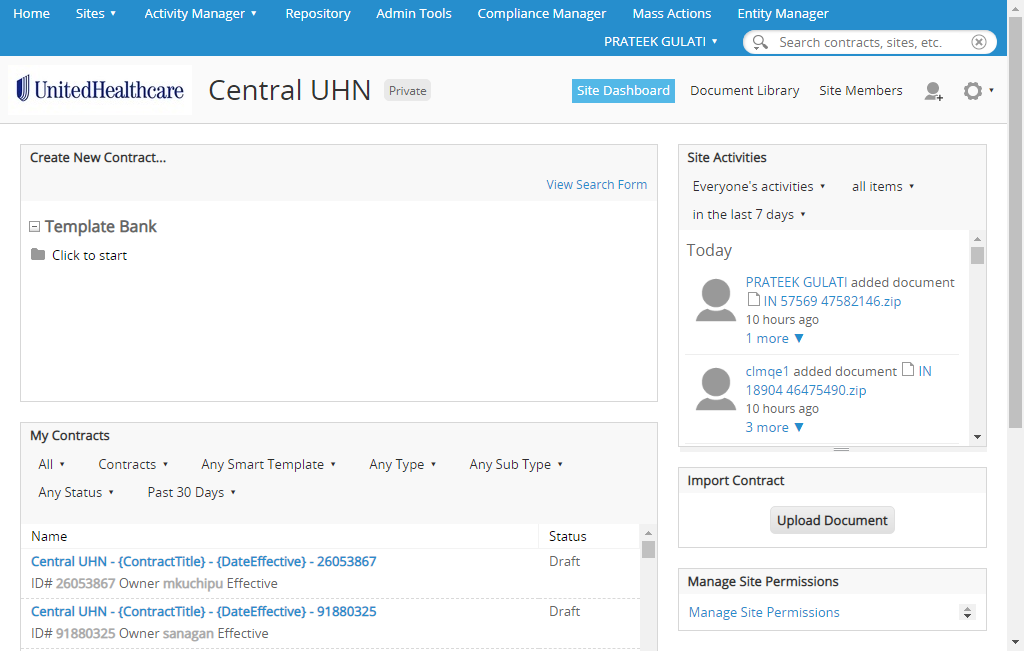 Home Sites Activity Manager Repository Admin Tools Compliance Manager Mass Actions Entity Manager
PRATEEK GULATI Search contracts, sites, etc.
UnitedHealthcare Central UHN Private Site Dashboard Document Library Site Members
Create New Contract...
View Search Form
Template Bank
Click to start
Site Activities
Everyone's activities all items
in the last 7 days
Today
PRATEEK GULATI added document
IN 57569 47582146.zip
10 hours ago
1 more
clmqe1 added document IN
18904 46475490.zip
10 hours ago
3 more
My Contracts
All Contracts Any Smart Template Any Type Any Sub Type
Any Status Past 30 Days
Name Status
Central UHN - {ContractTitle} - {DateEffective} - 26053867 Draft
ID# 26053867 Owner mkuchipu Effective
Central UHN - {ContractTitle} - {DateEffective} - 91880325 Draft
ID# 91880325 Owner sanagan Effective
Import Contract
Upload Document
Manage Site Permissions
Manage Site Permissions